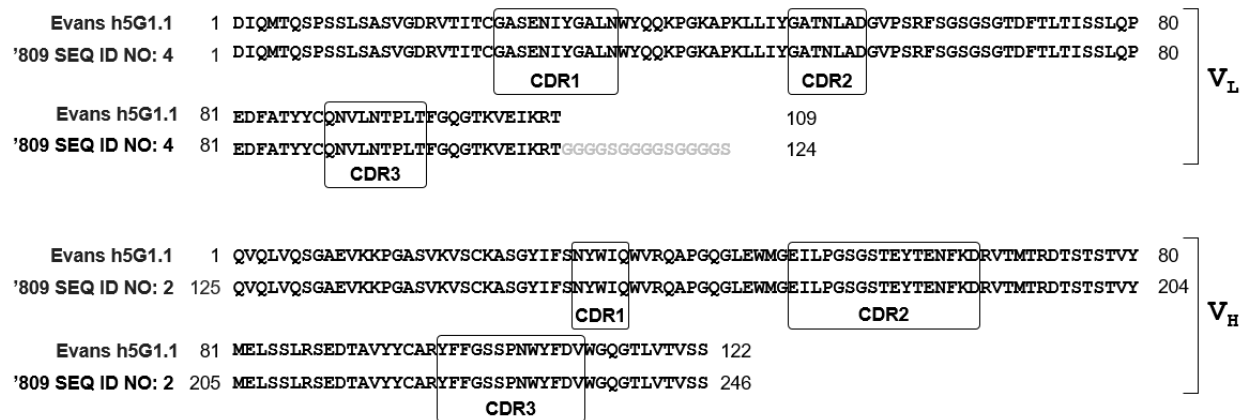 Evans h5G1.1 1 DIQMTQSPSSLSASVGDRVTITCGASENIYGALNWYQQKPGKAPKLLIYGATNLADGVPSRFSGSGSGTDFTLTISSLQP 80
'809 SEQ ID NO: 4 1 DIQMTQSPSSLSASVGDRVTITCGASENIYGALNWYQQKPGKAPKLLIYGATNLADGVPSRFSGSGSGTDFTLTISSLQP 80
CDR1 CDR2
VL
Evans h5G1.1 81 EDFATYYCQNVLNTPLTFGQGTKVEIKRT 109
'809 SEQ ID NO: 4 81 EDFATYYCQNVLNTPLTFGQGTKVEIKRTGGGGSGGGGSGGGGS 124
CDR3
Evans h5G1.1 1 QVQLVQSGAEVKKPGASVKVSCKASGYIFSNYWIQWVRQAPGQGLEWMGEILPGSGSTEYTENFKDRVTMTRDTSTSTVY 80
'809 SEQ ID NO: 2 125 QVQLVQSGAEVKKPGASVKVSCKASGYIFSNYWIQWVRQAPGQGLEWMGEILPGSGSTEYTENFKDRVTMTRDTSTSTVY 204
CDR1 CDR2
VH
Evans h5G1.1 81 MELSSLRSEDTAVYYCARYFFGSSPNWYFDVWGQGTLVTVSS 122
'809 SEQ ID NO: 2 205 MELSSLRSEDTAVYYCARYFFGSSPNWYFDVWGQGTLVTVSS 246
CDR3